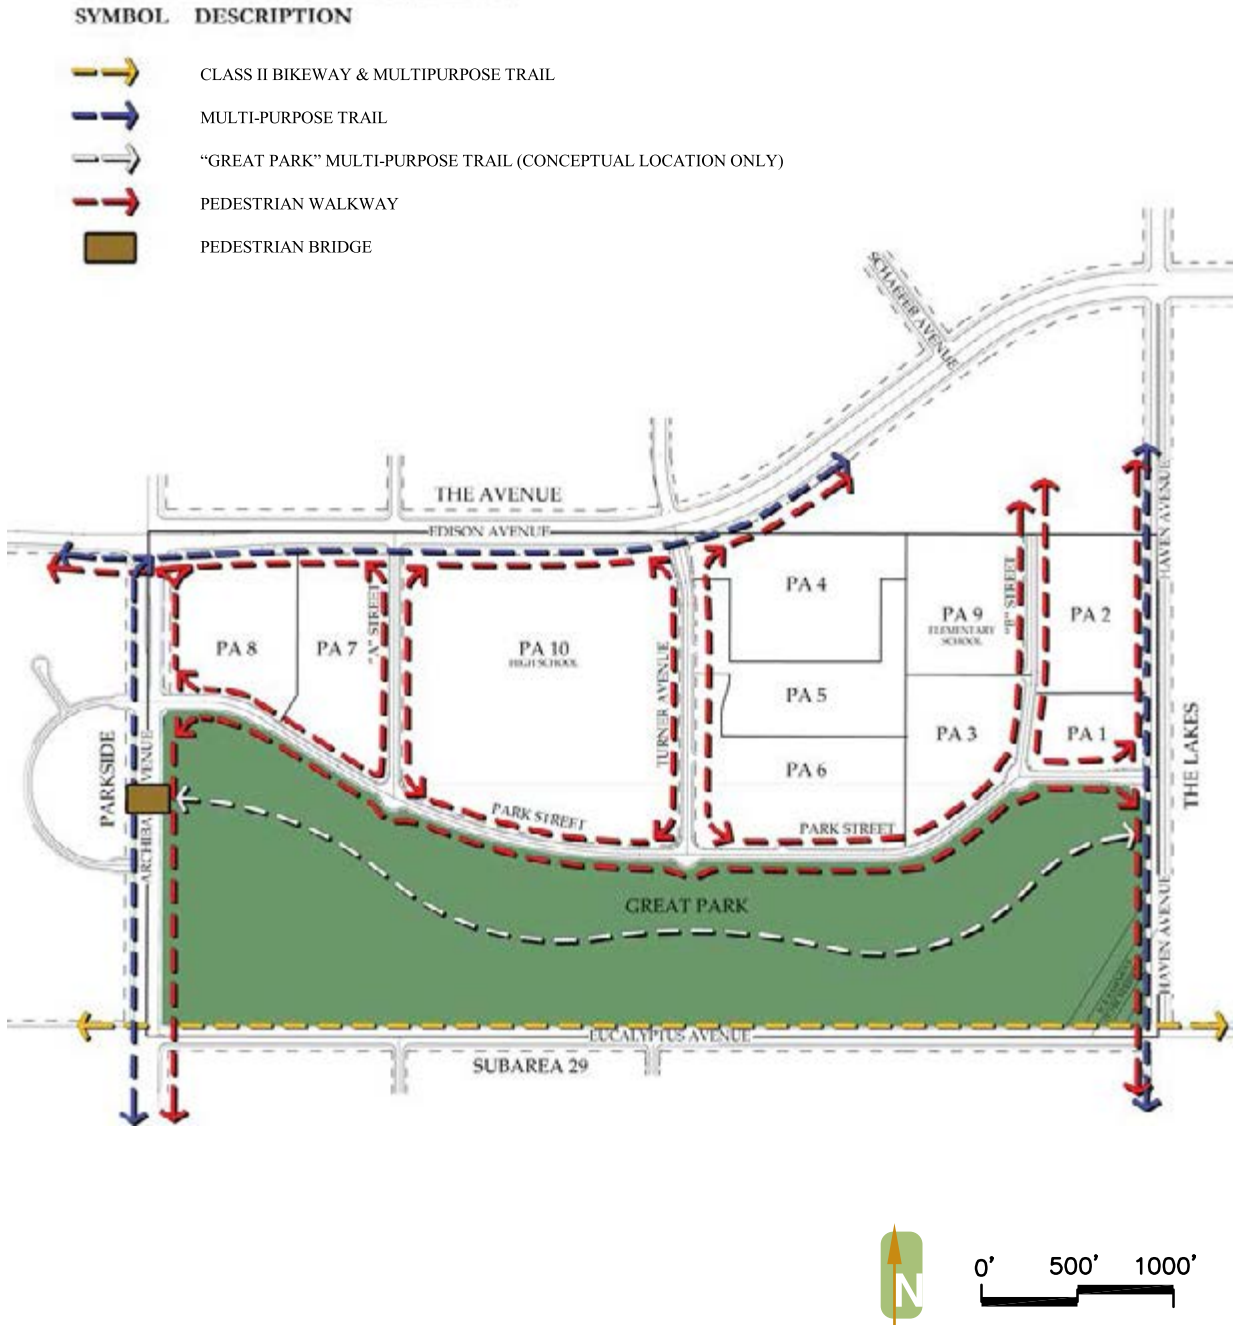 SYMBOL DESCRIPTION
CLASS II BIKEWAY & MULTIPURPOSE TRAIL
MULTI-PURPOSE TRAIL
“GREAT PARK” MULTI-PURPOSE TRAIL (CONCEPTUAL LOCATION ONLY)
PEDESTRIAN WALKWAY
PEDESTRIAN BRIDGE
SCHAEFER AVENUE
THE AVENUE
EDISON AVENUE
HAVEN AVENUE
PA 4
PA 9
ELEMENTARY
SCHOOL
"B" STREET
PA 2
PA 8
PA 7
"A" STREET
PA 10
HIGH SCHOOL
TURNER AVENUE
PA 5
PA 3
PA 1
PA 6
THE LAKES
PARKSIDE
PARK STREET
PARK STREET
ARCHIBA AVENUE
GREAT PARK
HAVEN AVENUE
EUCALYPTUS AVENUE
SUBAREA 29
N
0' 500' 1000'